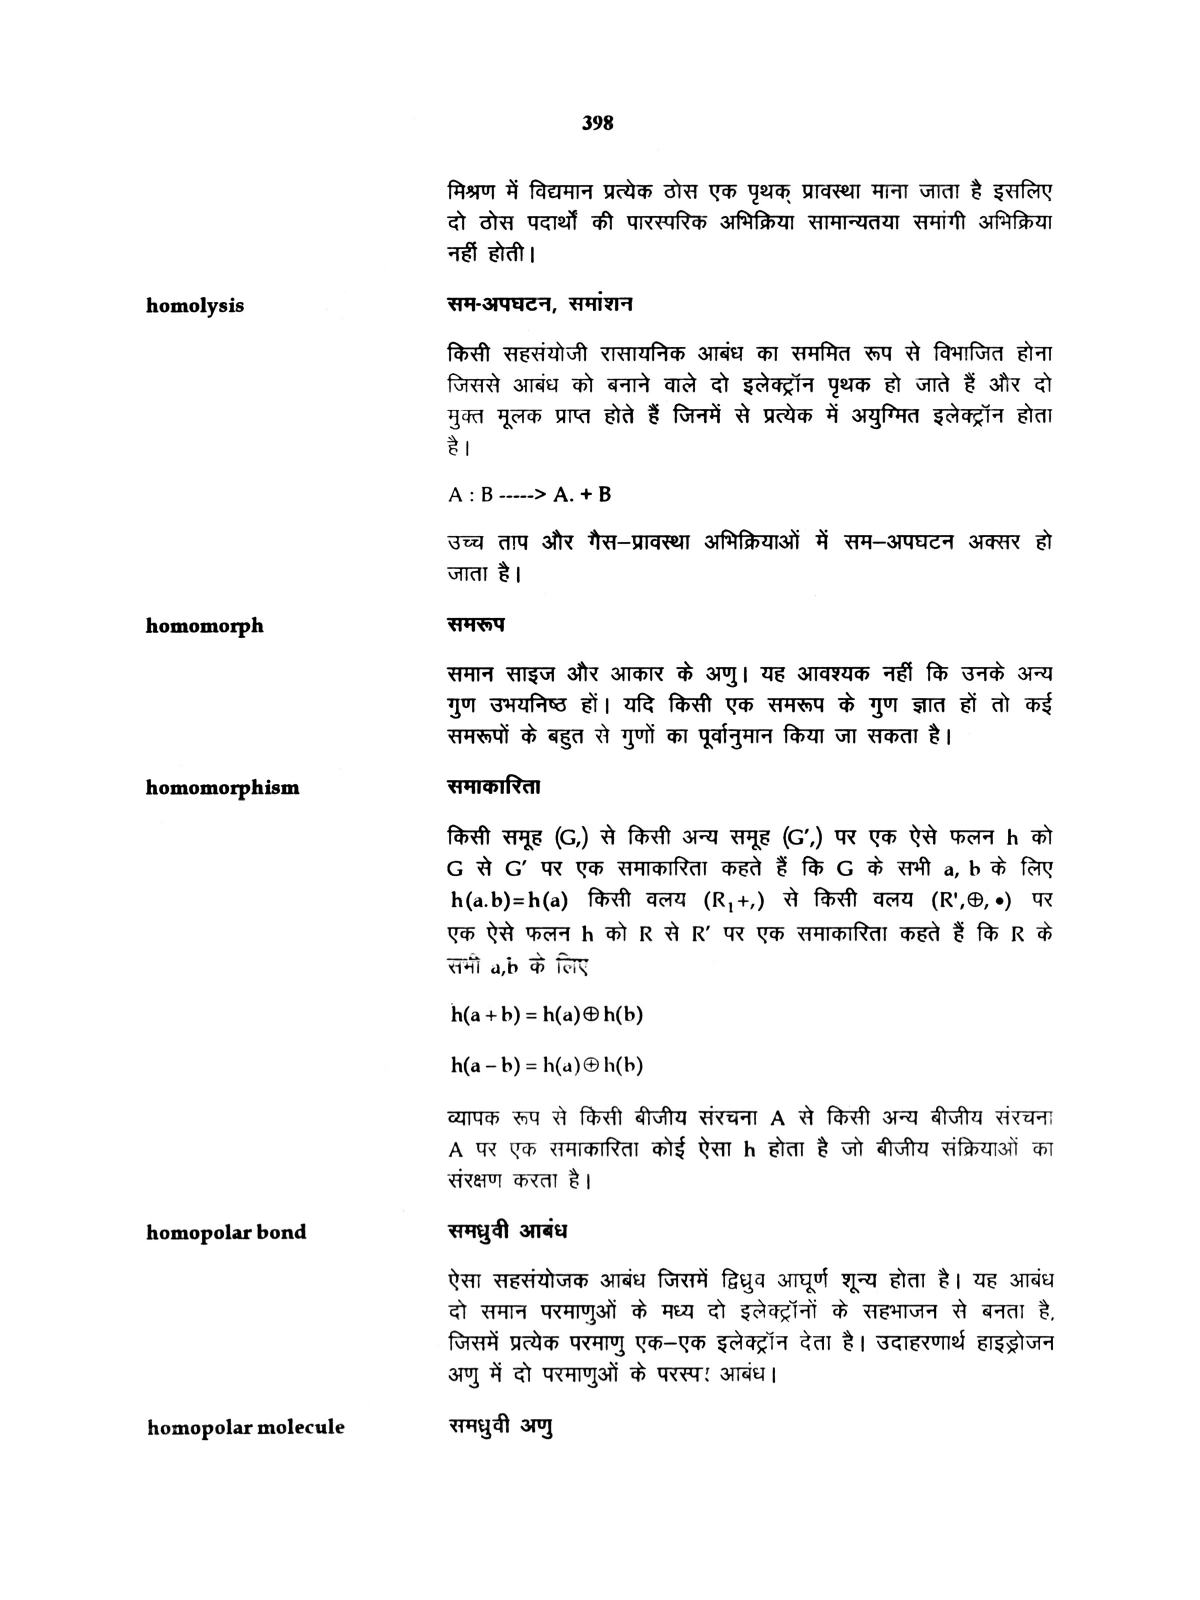 398
मिश्रण में विद्यमान प्रत्येक ठोस एक पृथक् प्रावस्था माना जाता है इसलिए
दो ठोस पदार्थों की पारस्परिक अभिक्रिया सामान्यतया समांगी अभिक्रिया
नहीं होती।
homolysis सम-अपघटन, समांशन
किसी सहसंयोजी रासायनिक आबंध का सममित रूप से विभाजित होना
जिससे आबंध को बनाने वाले दो इलेक्ट्रॉन पृथक हो जाते हैं और दो
मुक्त मूलक प्राप्त होते हैं जिनमें से प्रत्येक में अयुग्मित इलेक्ट्रॉन होता
है।
A : B -----> A. + B
उच्च ताप और गैस–प्रावस्था अभिक्रियाओं में सम–अपघटन अक्सर हो
जाता है।
homomorph समरूप
समान साइज और आकार के अणु। यह आवश्यक नहीं कि उनके अन्य
गुण उभयनिष्ठ हों। यदि किसी एक समरूप के गुण ज्ञात हों तो कई
समरूपों के बहुत से गुणों का पूर्वानुमान किया जा सकता है।
homomorphism समाकारिता
किसी समूह (G,) से किसी अन्य समूह (G′,) पर एक ऐसे फलन h को
G से G′ पर एक समाकारिता कहते हैं कि G के सभी a, b के लिए
h(a.b)=h(a) किसी वलय (R₁+,) से किसी वलय (R',⊕, •) पर
एक ऐसे फलन h को R से R′ पर एक समाकारिता कहते हैं कि R के
सभी a,b के लिए
h(a + b) = h(a)⊕h(b)
h(a – b) = h(a)⊕h(b)
व्यापक रूप से किसी बीजीय संरचना A से किसी अन्य बीजीय संरचना
A पर एक समाकारिता कोई ऐसा h होता है जो बीजीय संक्रियाओं का
संरक्षण करता है।
homopolar bond समध्रुवी आबंध
ऐसा सहसंयोजक आबंध जिसमें द्विध्रुव आघूर्ण शून्य होता है। यह आबंध
दो समान परमाणुओं के मध्य दो इलेक्ट्रॉनों के सहभाजन से बनता है,
जिसमें प्रत्येक परमाणु एक–एक इलेक्ट्रॉन देता है। उदाहरणार्थ हाइड्रोजन
अणु में दो परमाणुओं के परस्पर आबंध।
homopolar molecule समध्रुवी अणु